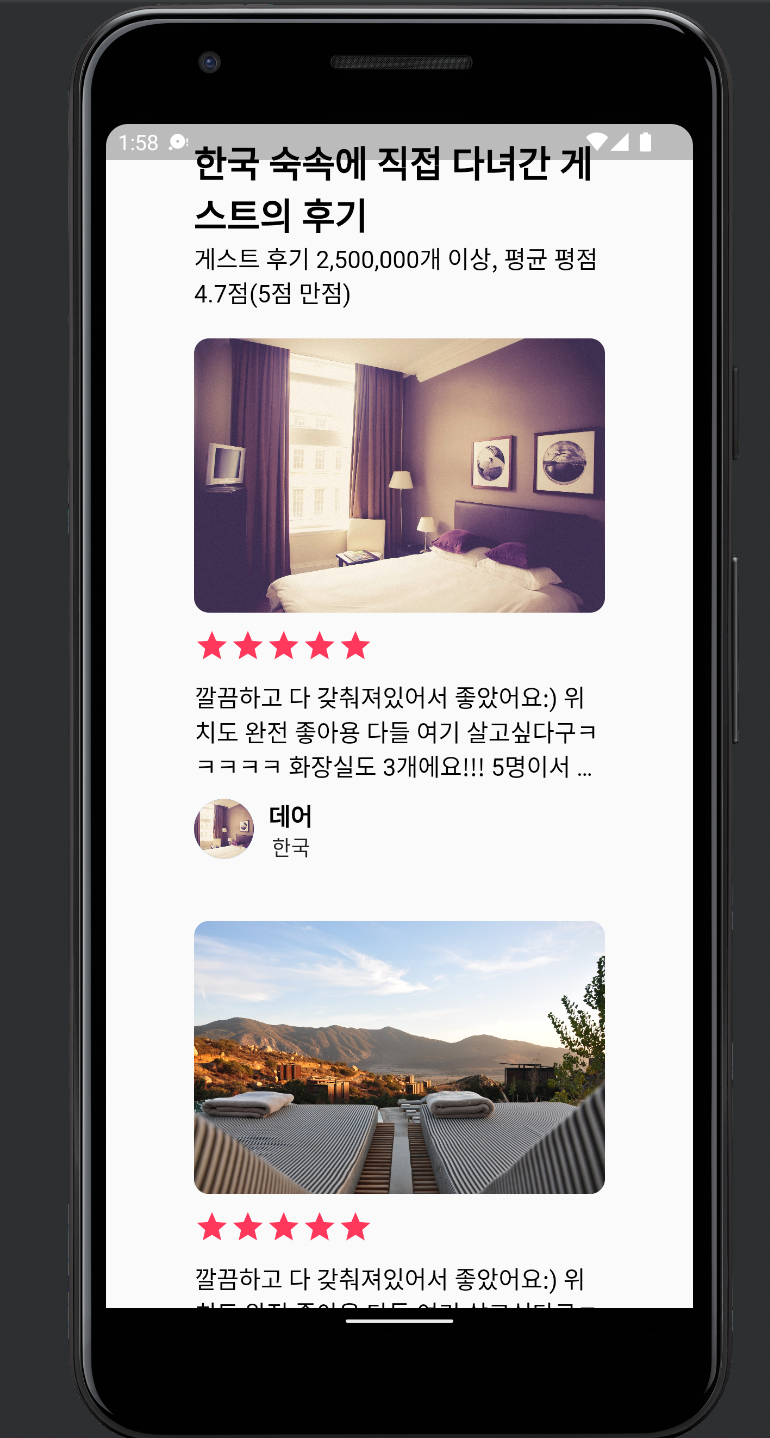 1:58
한국 숙속에 직접 다녀간 게
스트의 후기
게스트 후기 2,500,000개 이상, 평균 평점
4.7점(5점 만점)
깔끔하고 다 갖춰져있어서 좋았어요:) 위
치도 완전 좋아용 다들 여기 살고싶다구ㅋ
ㅋㅋㅋㅋ 화장실도 3개에요!!! 5명이서 …
데어
한국
깔끔하고 다 갖춰져있어서 좋았어요:) 위